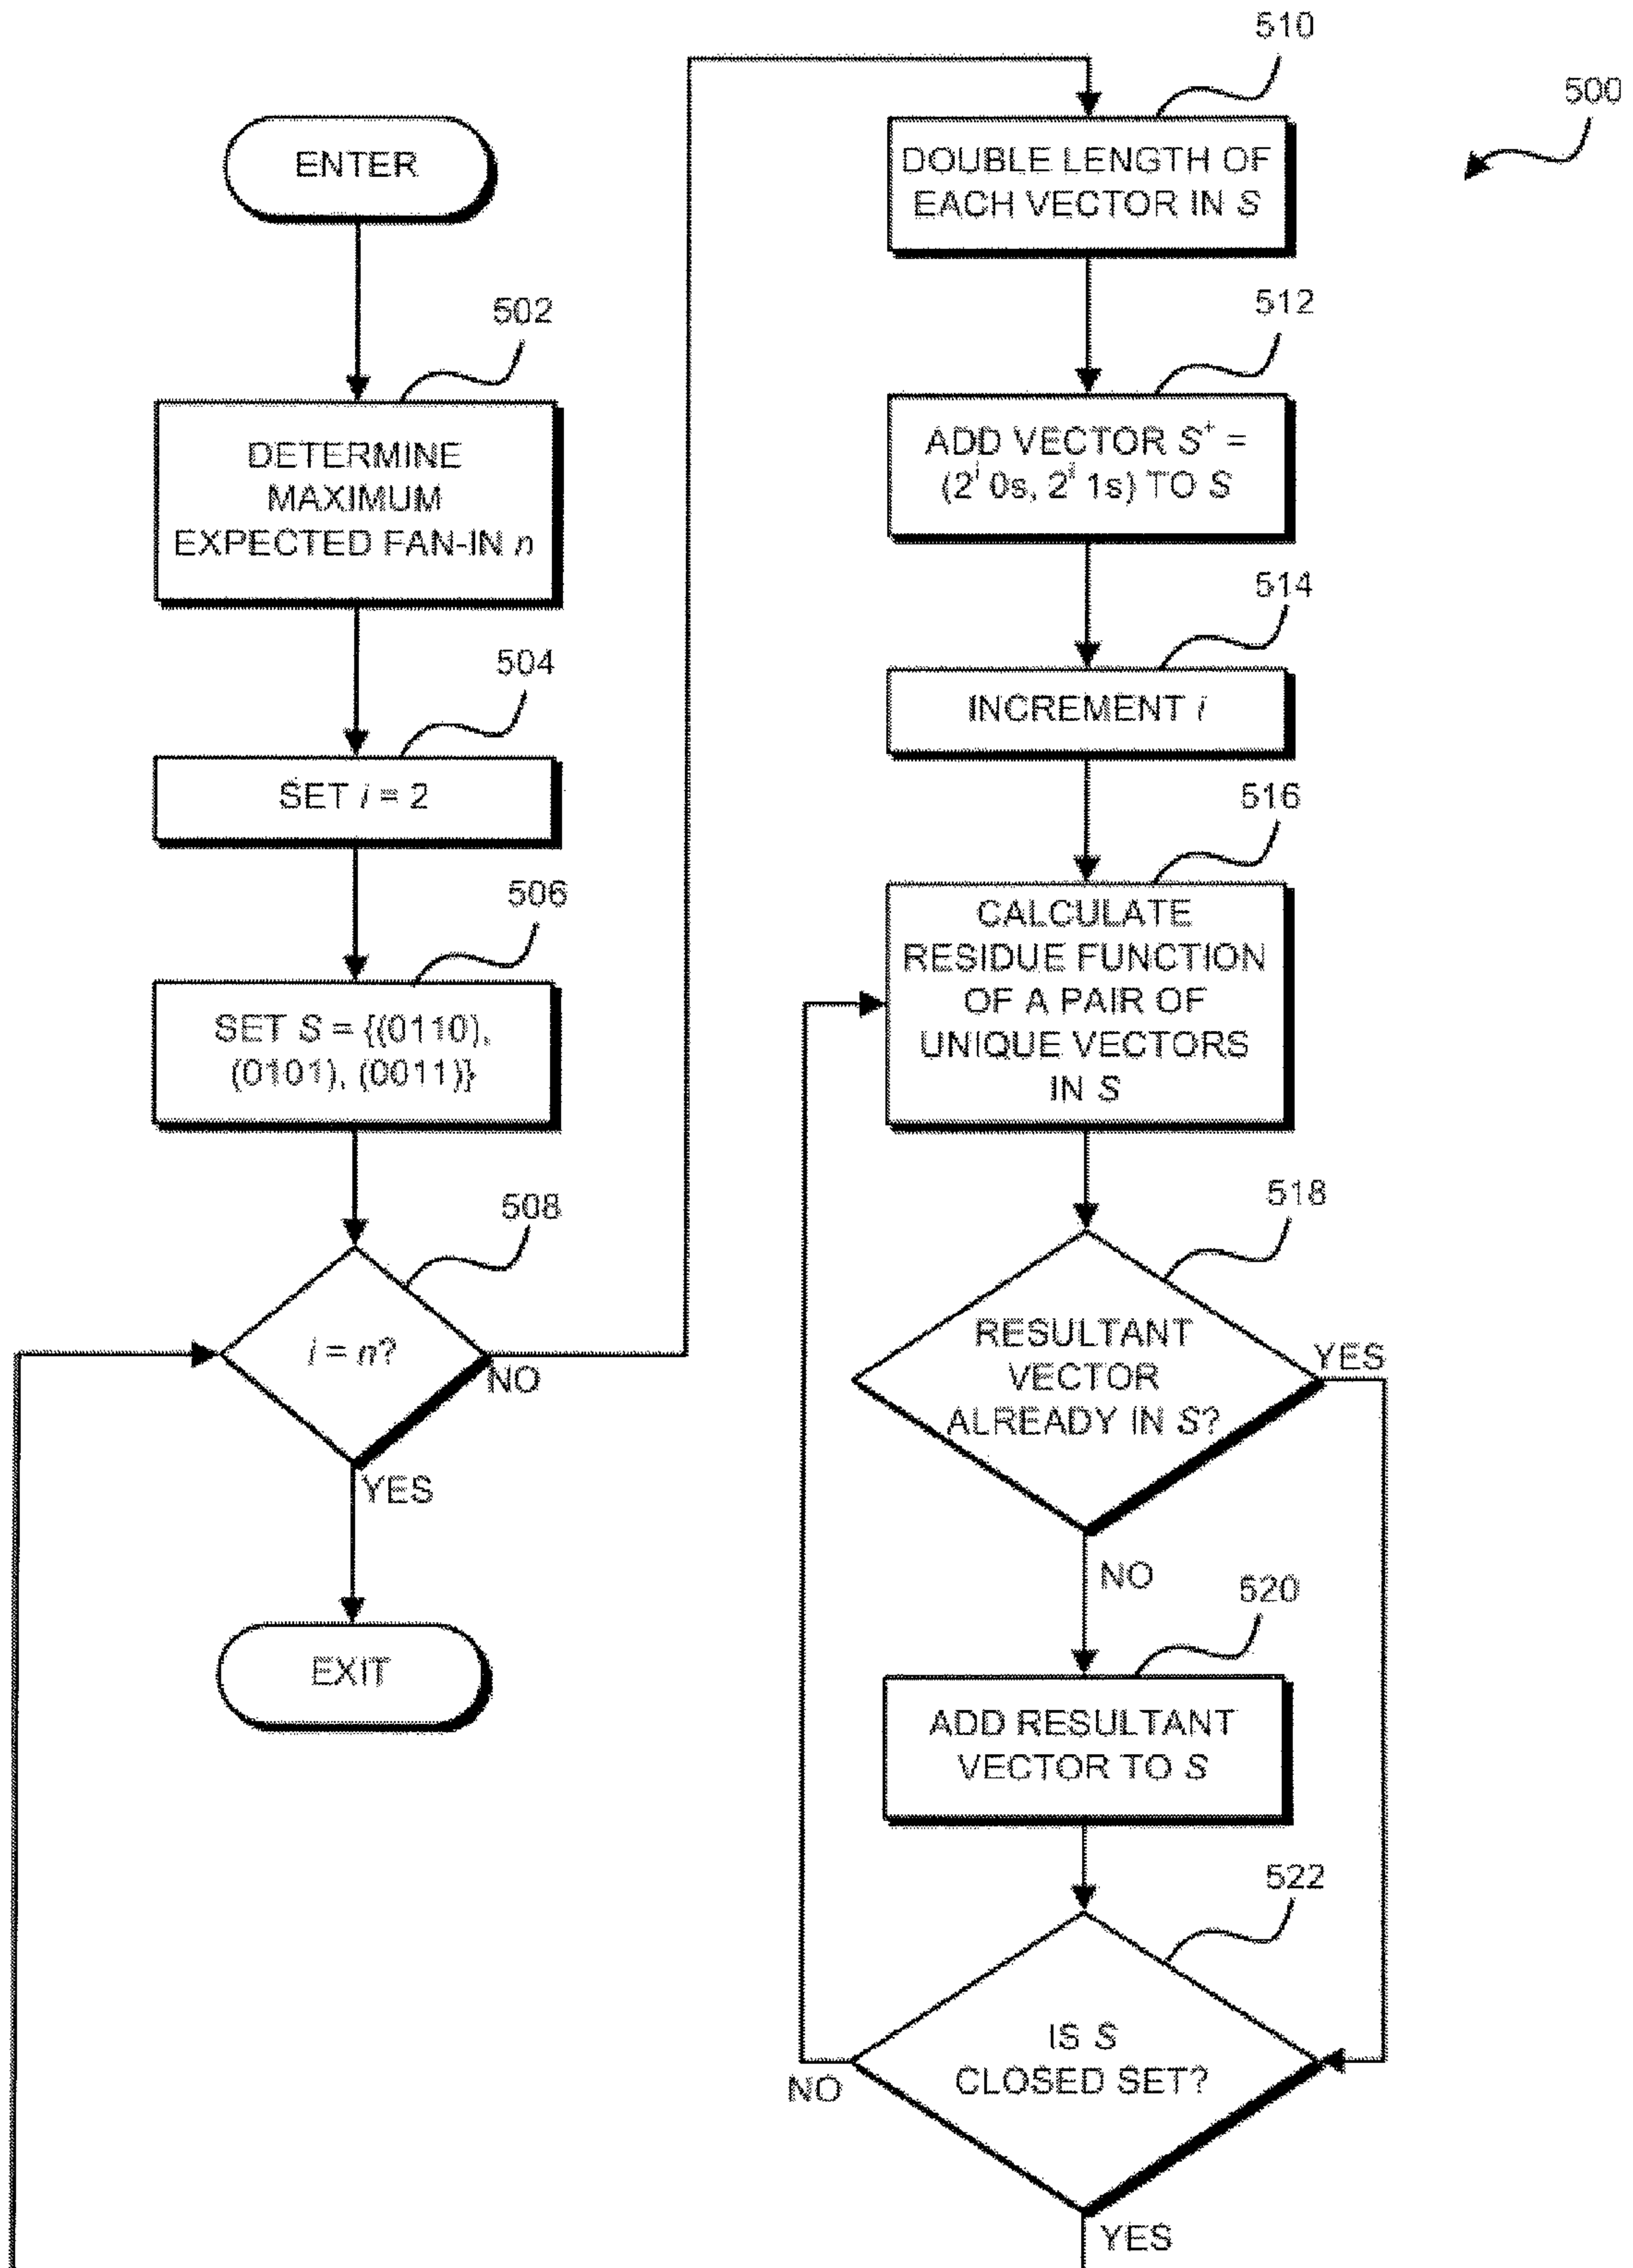 ENTER
502
DETERMINE
MAXIMUM
EXPECTED FAN-IN n
504
SET i = 2
506
SET S = {(0110),
(0101), (0011)}
508
i = n?
NO
YES
EXIT
500
510
DOUBLE LENGTH OF
EACH VECTOR IN S
512
ADD VECTOR S⁺ =
(2ⁱ 0s, 2ⁱ 1s) TO S
514
INCREMENT i
516
CALCULATE
RESIDUE FUNCTION
OF A PAIR OF
UNIQUE VECTORS
IN S
518
RESULTANT
VECTOR
ALREADY IN S?
YES
NO
520
ADD RESULTANT
VECTOR TO S
522
IS S
CLOSED SET?
NO
YES